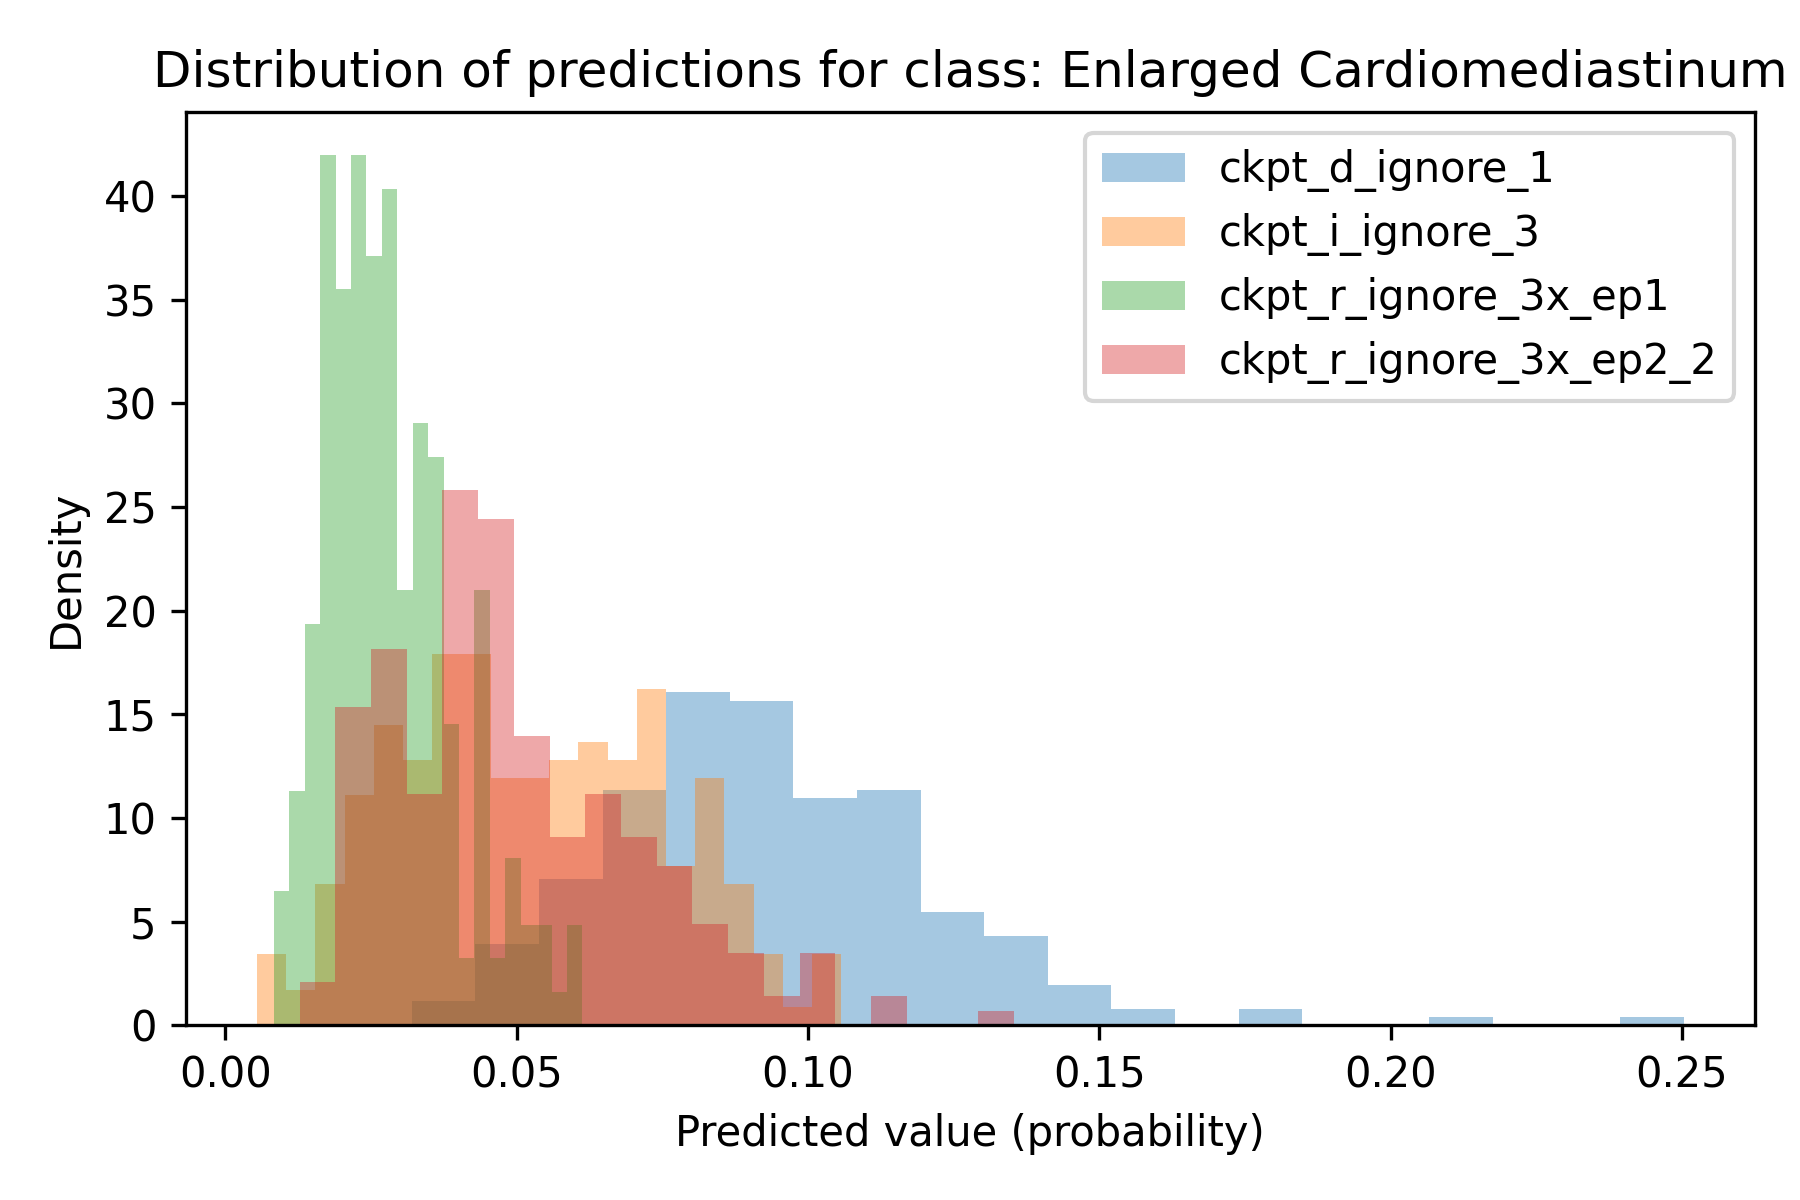 Distribution of predictions for class: Enlarged Cardiomediastinum
ckpt_d_ignore_1
ckpt_i_ignore_3
ckpt_r_ignore_3x_ep1
ckpt_r_ignore_3x_ep2_2
Density
40
35
30
25
20
15
10
5
0
0.00 0.05 0.10 0.15 0.20 0.25
Predicted value (probability)